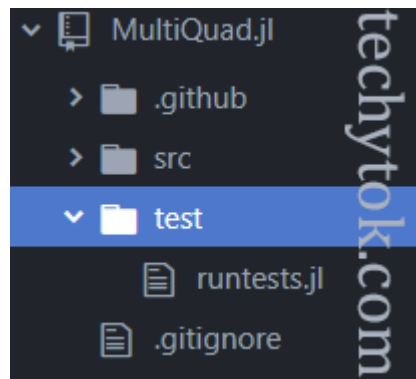 MultiQuad.jl
.github
src
test
runtests.jl
.gitignore
techytok.com